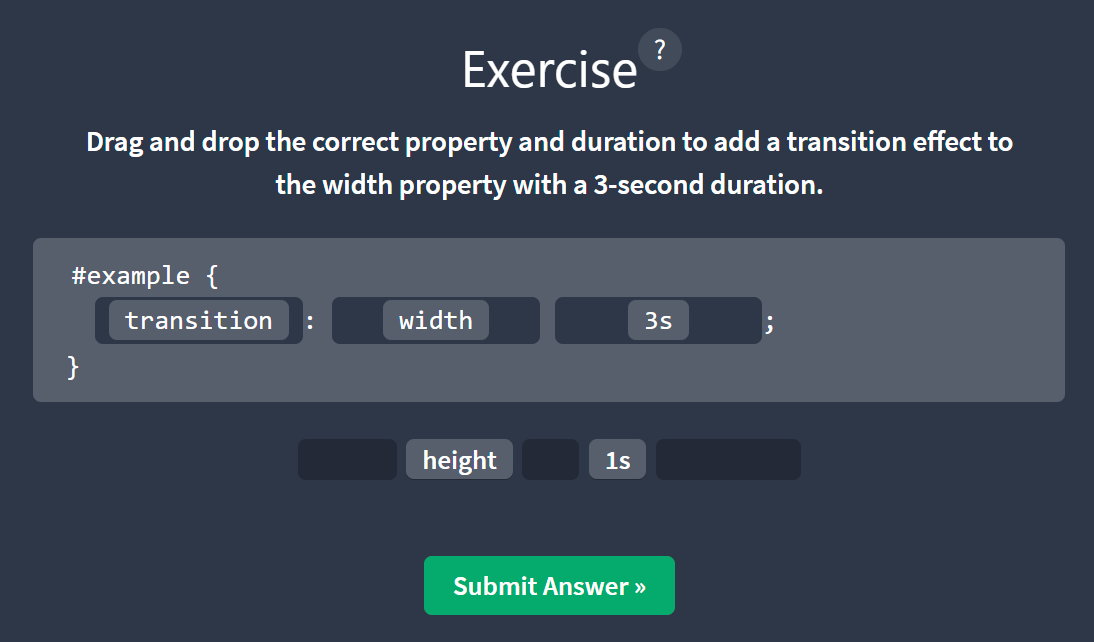 Exercise ?
Drag and drop the correct property and duration to add a transition effect to
the width property with a 3-second duration.
#example {
transition : width 3s ;
}
height 1s
Submit Answer »